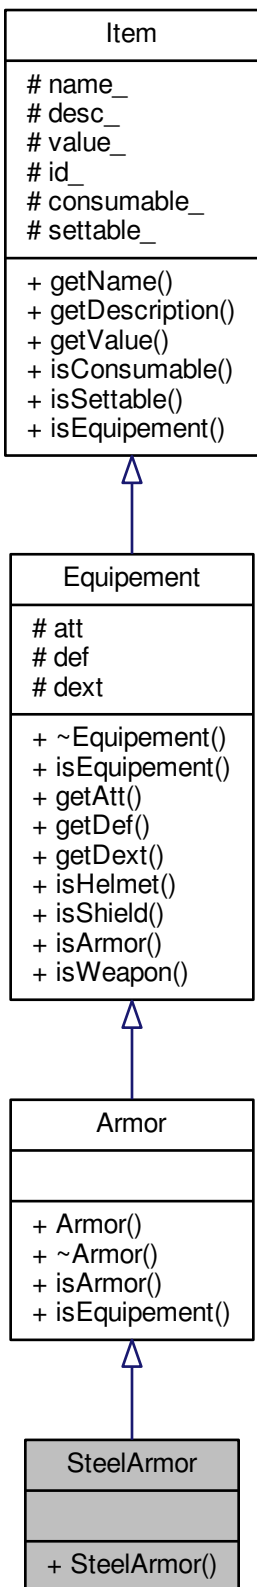 Item
# name_
# desc_
# value_
# id_
# consumable_
# settable_
+ getName()
+ getDescription()
+ getValue()
+ isConsumable()
+ isSettable()
+ isEquipement()
Equipement
# att
# def
# dext
+ ~Equipement()
+ isEquipement()
+ getAtt()
+ getDef()
+ getDext()
+ isHelmet()
+ isShield()
+ isArmor()
+ isWeapon()
Armor
+ Armor()
+ ~Armor()
+ isArmor()
+ isEquipement()
SteelArmor
+ SteelArmor()